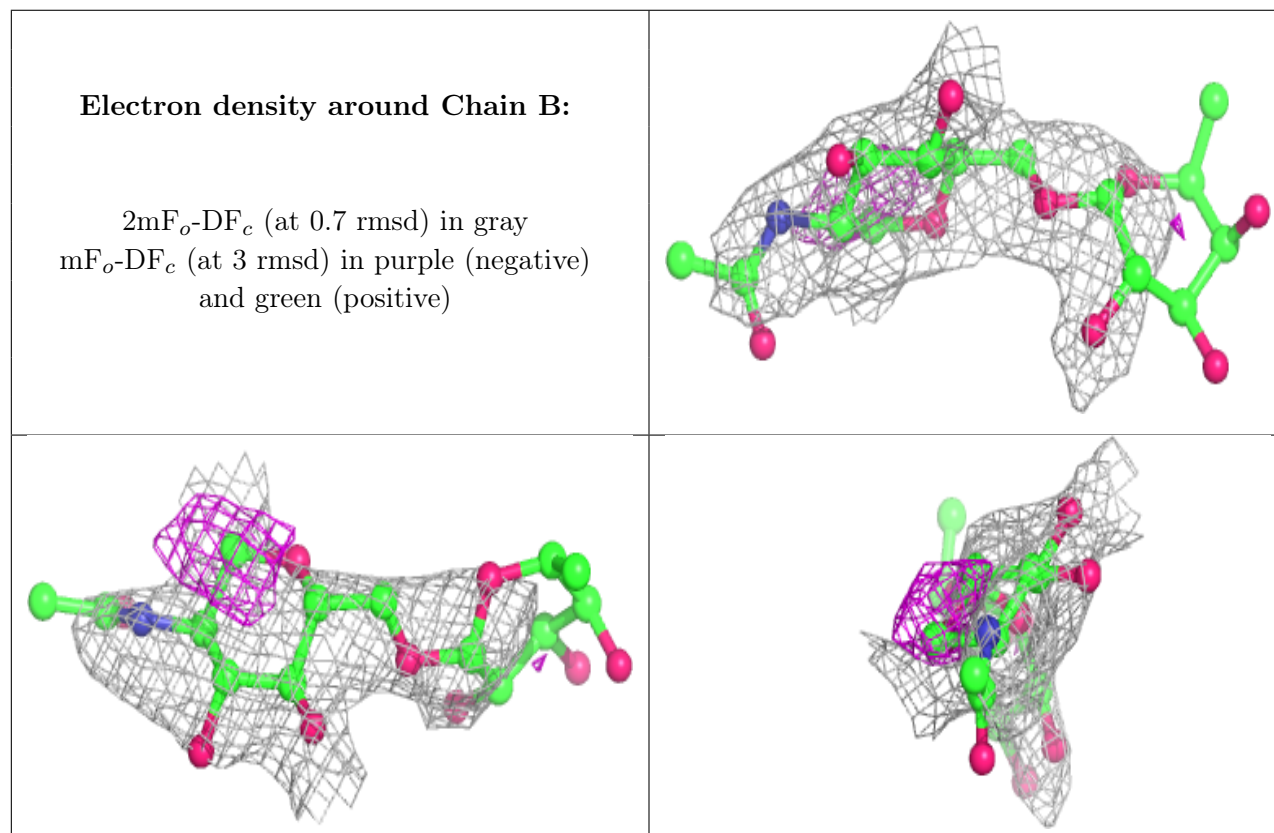 Electron density around Chain B:
2mFo-DFc (at 0.7 rmsd) in gray
mFo-DFc (at 3 rmsd) in purple (negative)
and green (positive)